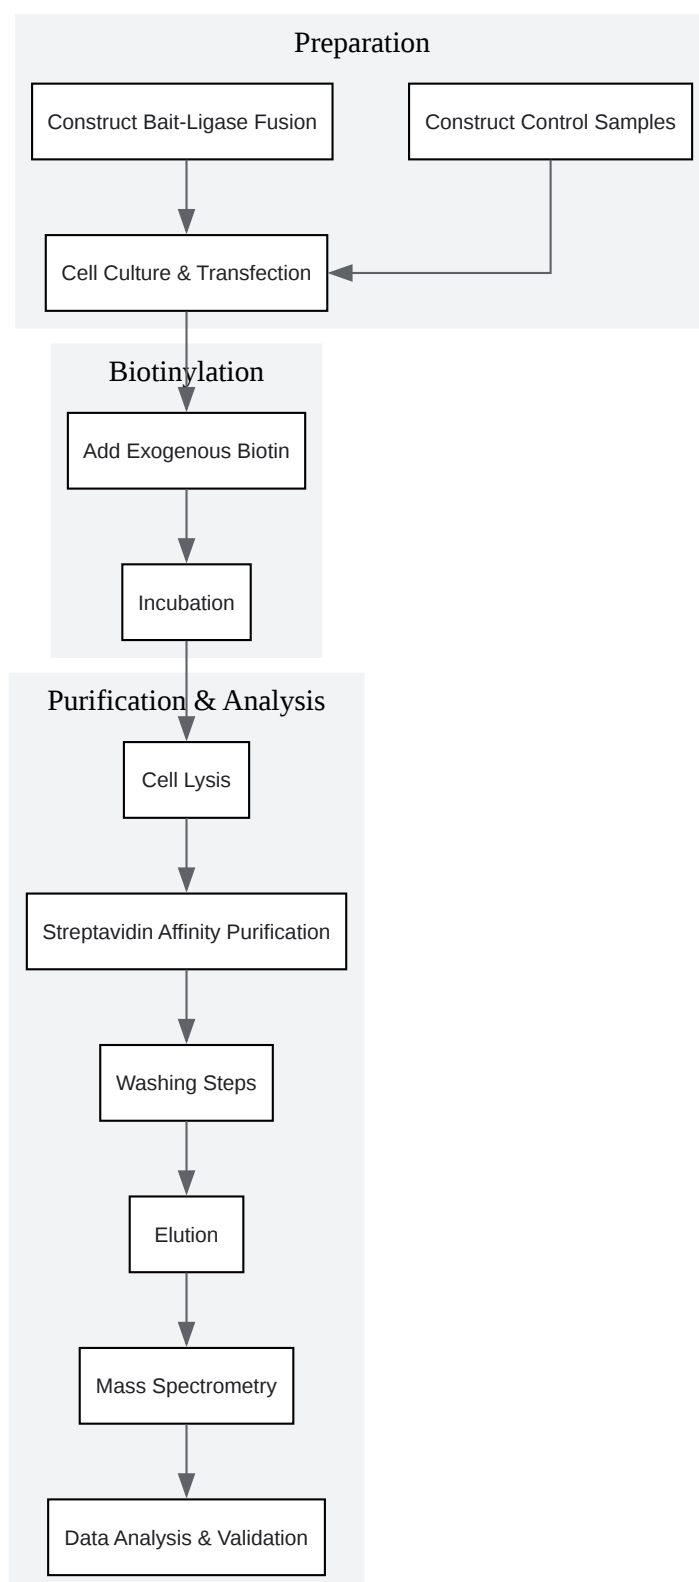 Preparation
Construct Bait-Ligase Fusion
Construct Control Samples
Cell Culture & Transfection
Biotinylation
Add Exogenous Biotin
Incubation
Purification & Analysis
Cell Lysis
Streptavidin Affinity Purification
Washing Steps
Elution
Mass Spectrometry
Data Analysis & Validation